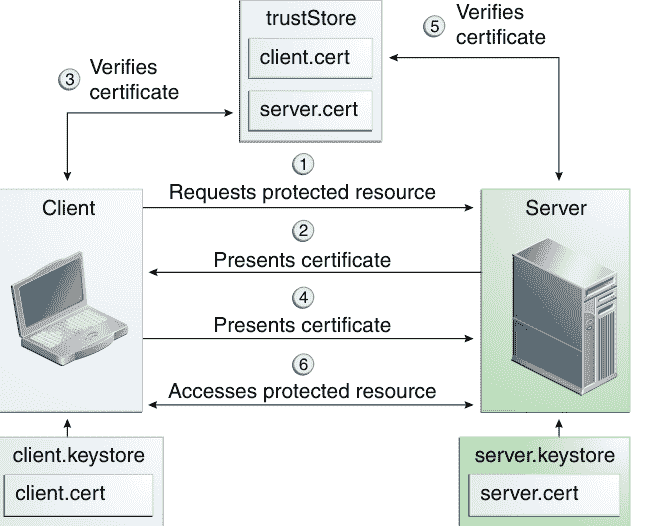 trustStore
client.cert
server.cert
3 Verifies
certificate
5 Verifies
certificate
1
Requests protected resource
Client
Server
2
Presents certificate
4
Presents certificate
6
Accesses protected resource
client.keystore
client.cert
server.keystore
server.cert